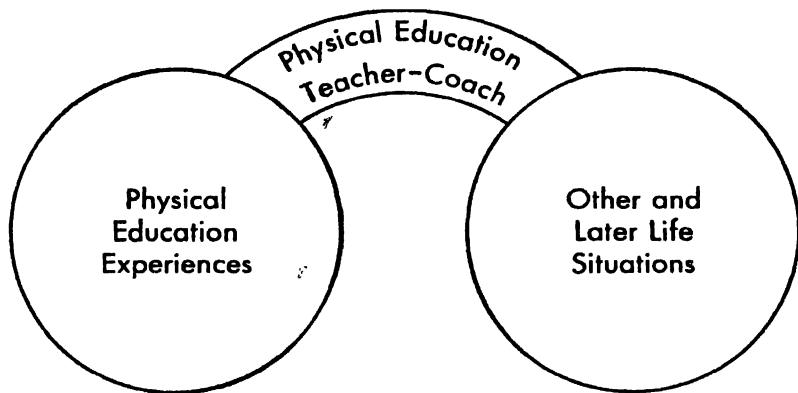 Physical Education
Teacher-Coach
Physical
Education
Experiences
Other and
Later Life
Situations